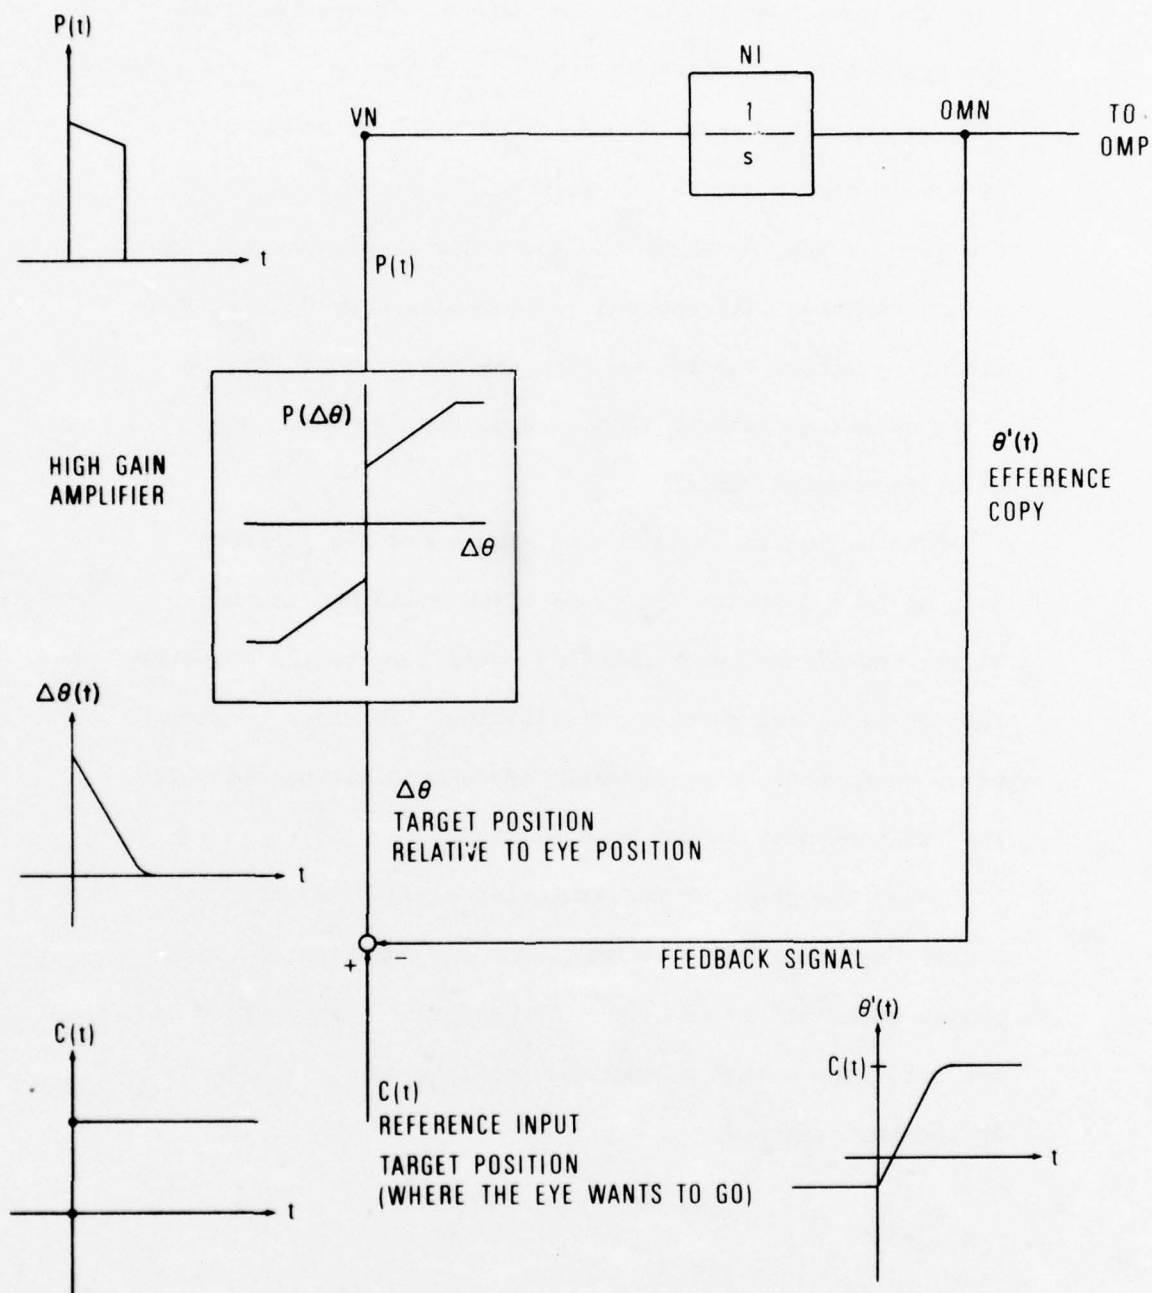 P(t)
t
NI
VN
1
s
OMN
TO
OMP
P(t)
HIGH GAIN
AMPLIFIER
P(Δθ)
Δθ
θ'(t)
EFFERENCE
COPY
Δθ(t)
t
Δθ
TARGET POSITION
RELATIVE TO EYE POSITION
+
−
FEEDBACK SIGNAL
C(t)
t
C(t)
REFERENCE INPUT
TARGET POSITION
(WHERE THE EYE WANTS TO GO)
θ'(t)
C(t)
t